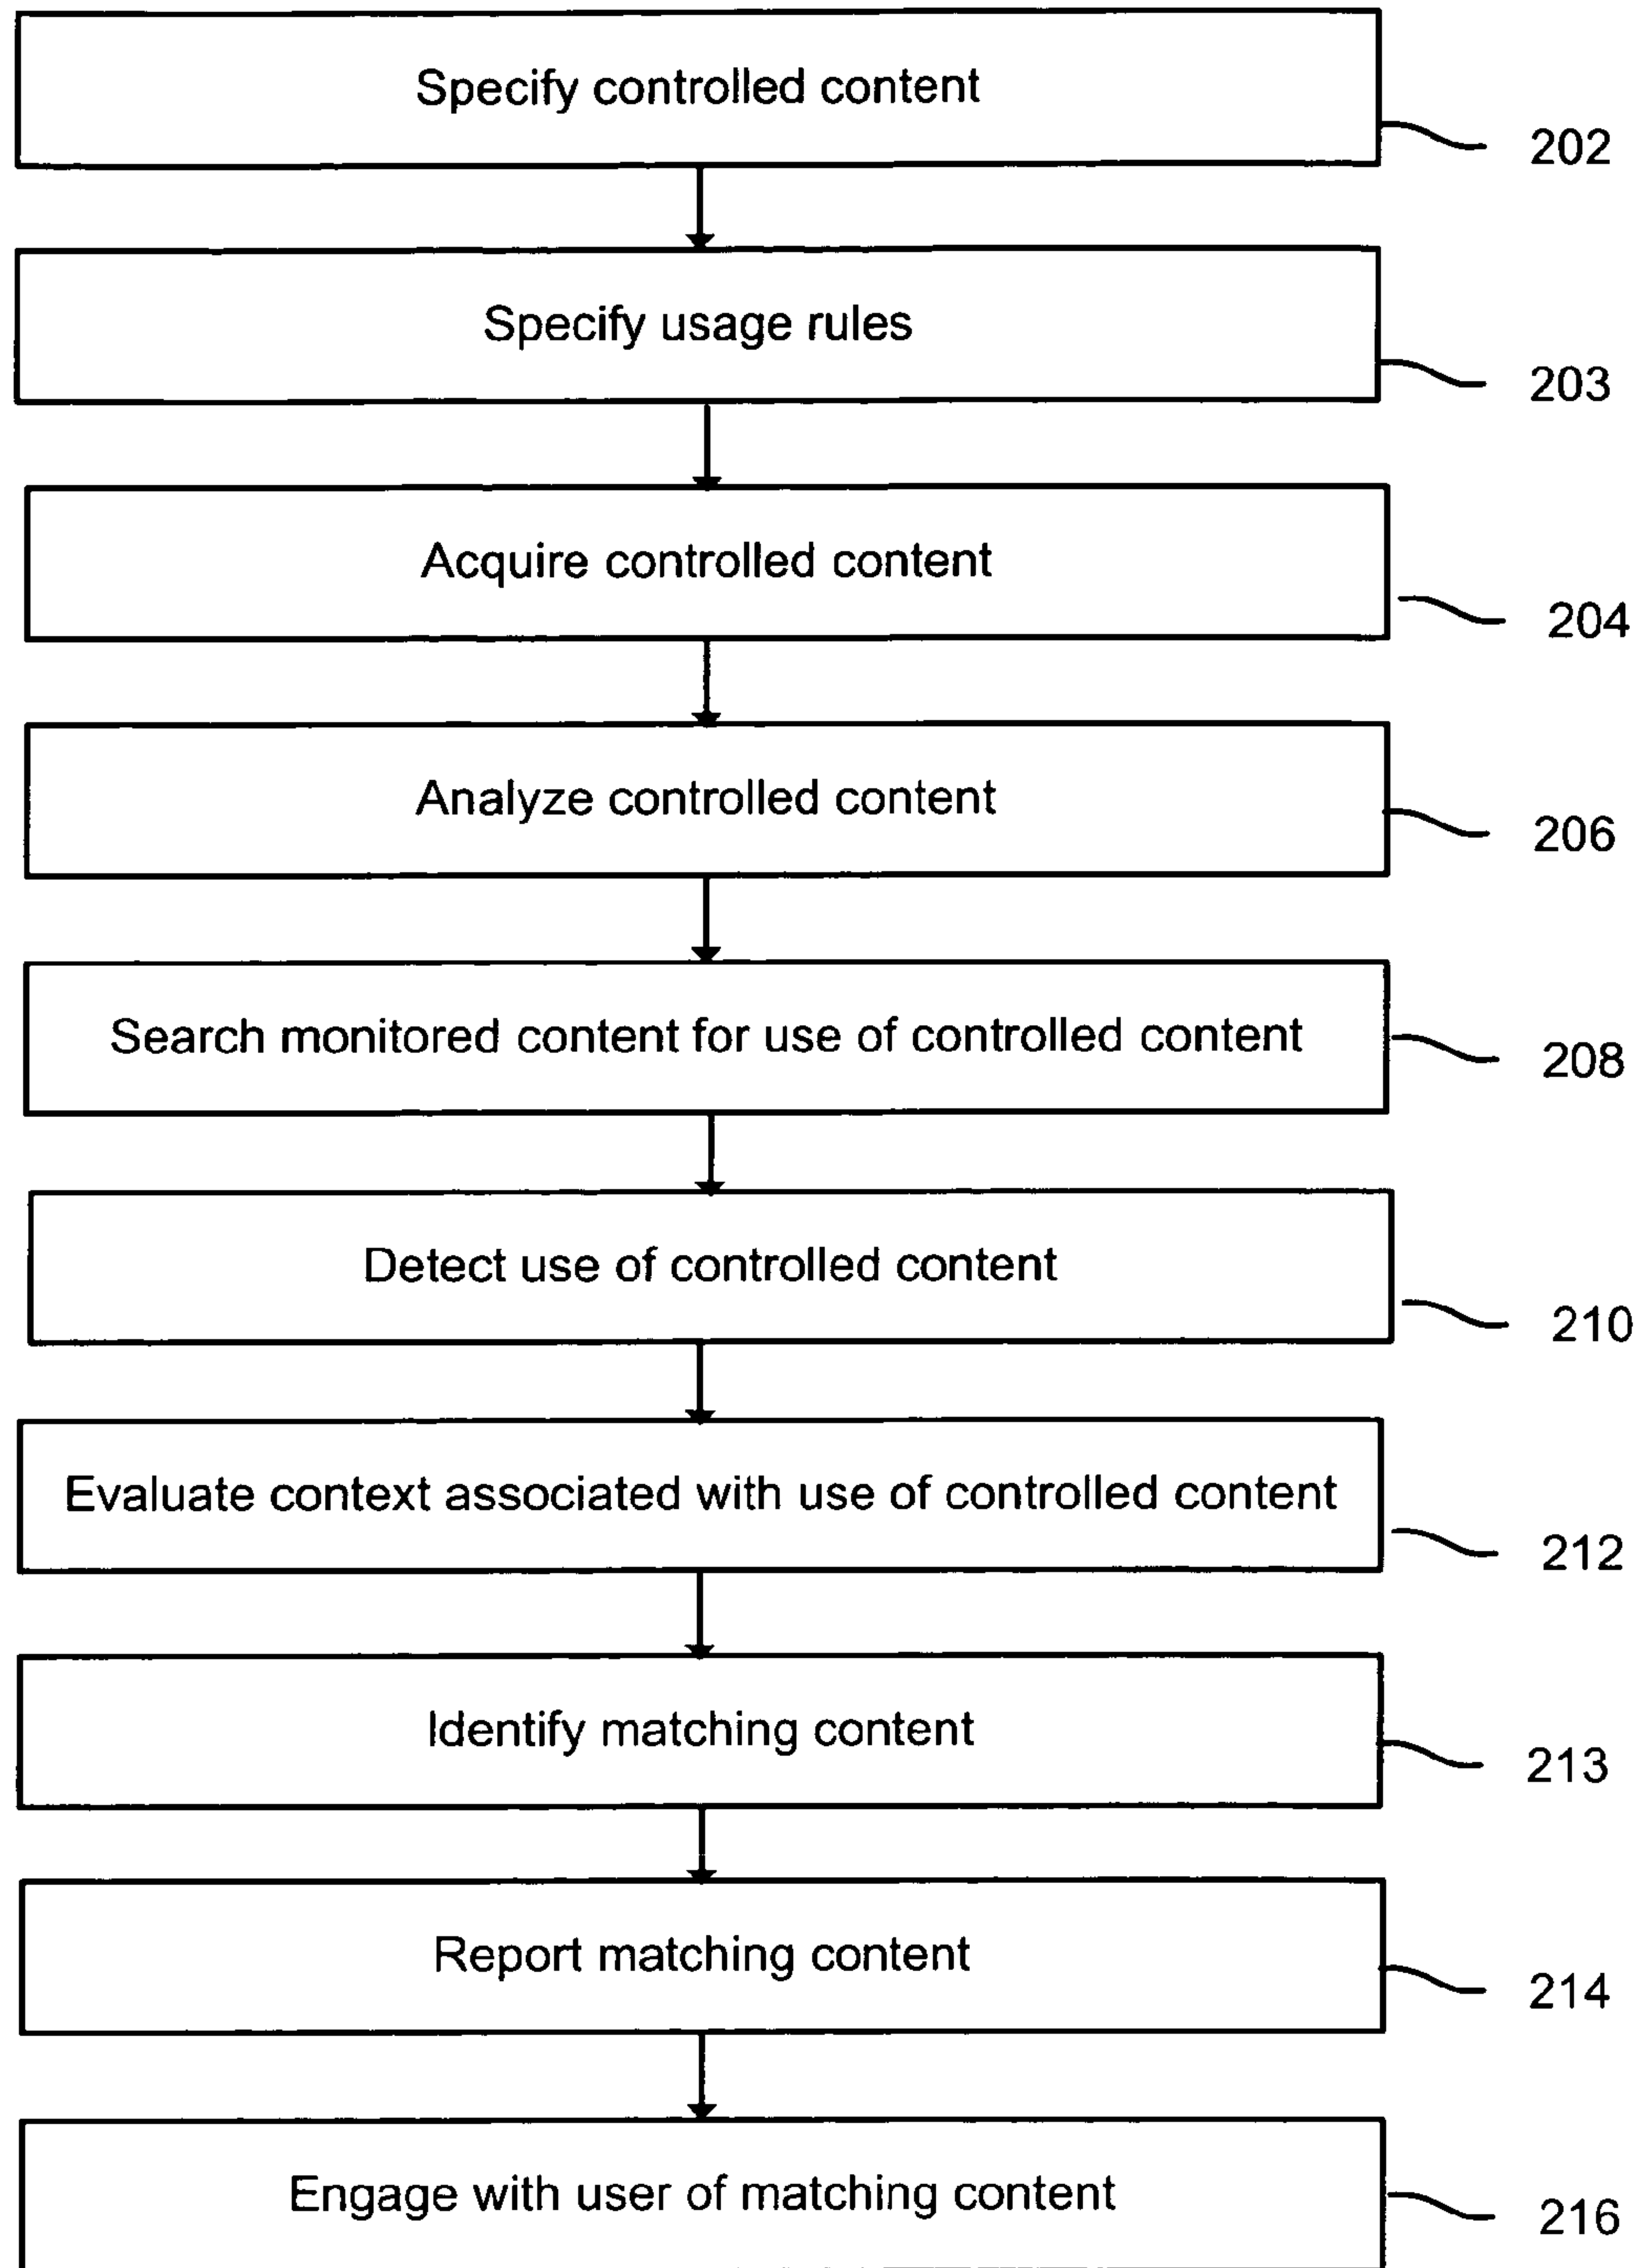 Specify controlled content
202
Specify usage rules
203
Acquire controlled content
204
Analyze controlled content
206
Search monitored content for use of controlled content
208
Detect use of controlled content
210
Evaluate context associated with use of controlled content
212
Identify matching content
213
Report matching content
214
Engage with user of matching content
216